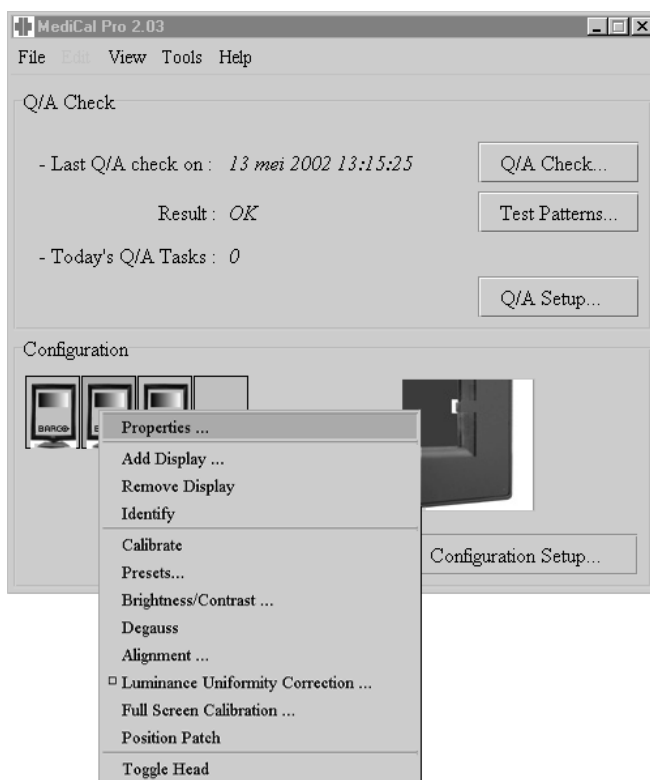 MediCal Pro 2.03
File Edit View Tools Help
Q/A Check
- Last Q/A check on : 13 mei 2002 13:15:25
Q/A Check...
Result : OK
Test Patterns...
- Today's Q/A Tasks : 0
Q/A Setup...
Configuration
BARCO
Properties ...
Add Display ...
Remove Display
Identify
Calibrate
Configuration Setup...
Presets...
Brightness/Contrast ...
Degauss
Alignment ...
Luminance Uniformity Correction ...
Full Screen Calibration ...
Position Patch
Toggle Head